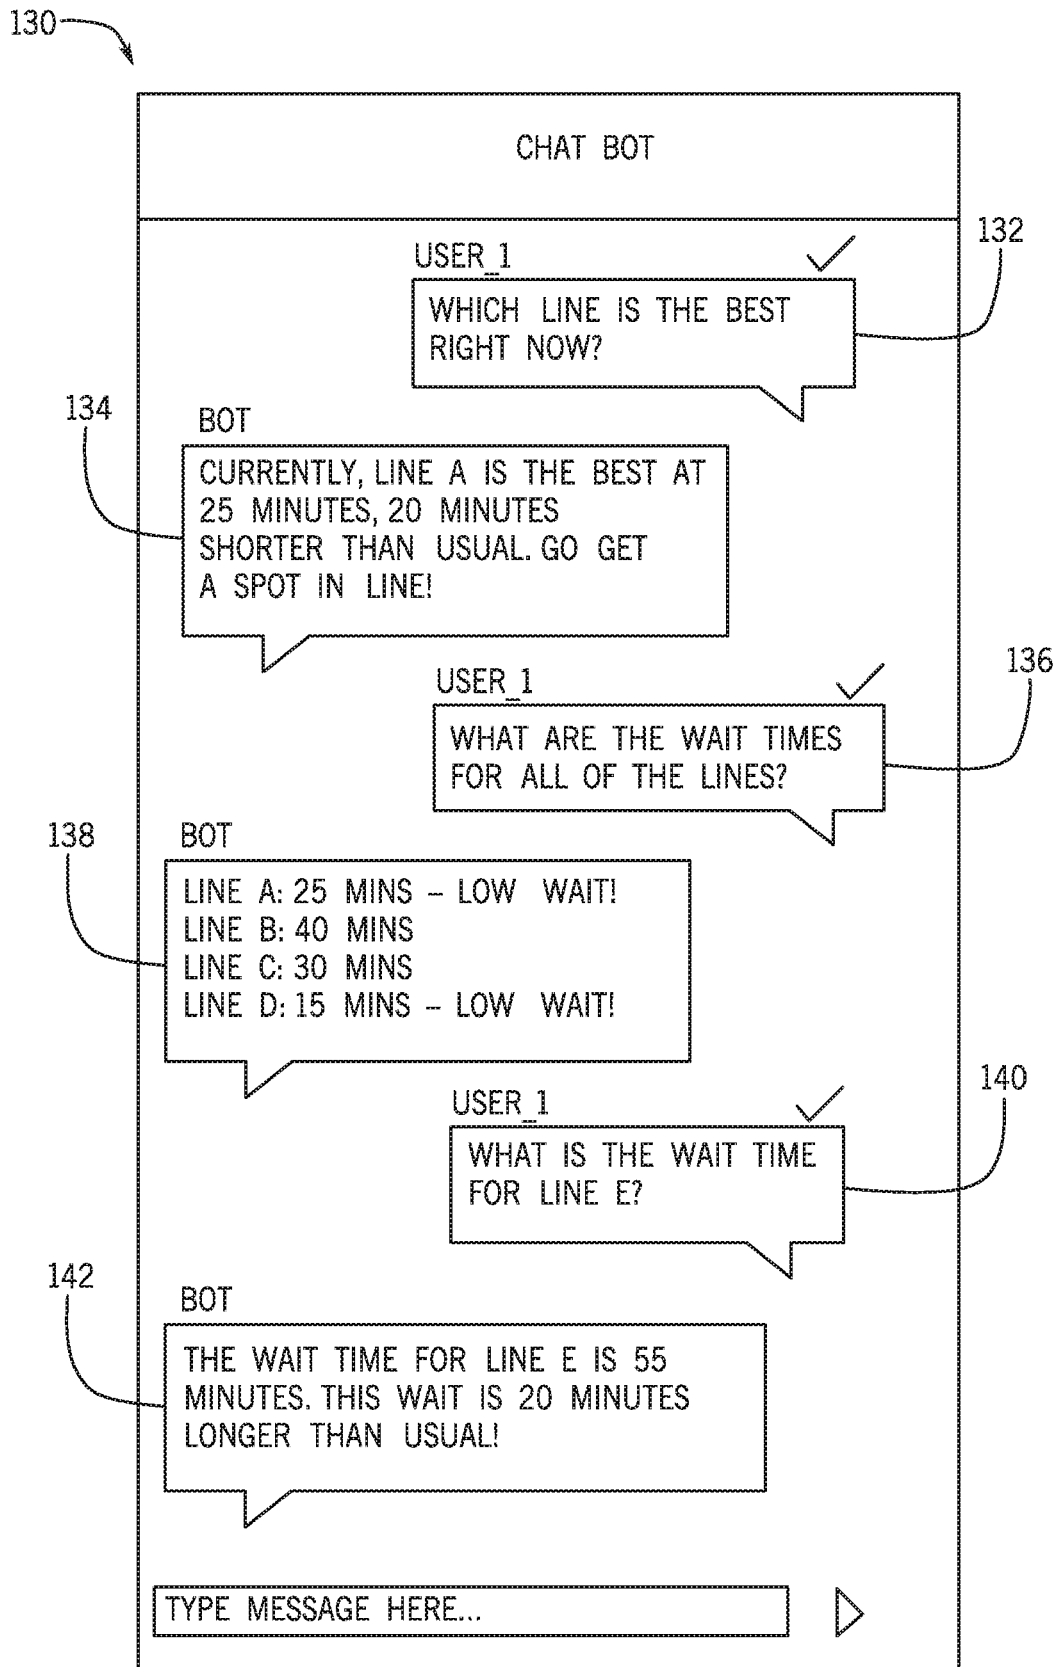 130
CHAT BOT
132
USER_1
WHICH LINE IS THE BEST
RIGHT NOW?
134
BOT
CURRENTLY, LINE A IS THE BEST AT
25 MINUTES, 20 MINUTES
SHORTER THAN USUAL. GO GET
A SPOT IN LINE!
136
USER_1
WHAT ARE THE WAIT TIMES
FOR ALL OF THE LINES?
138
BOT
LINE A: 25 MINS – LOW WAIT!
LINE B: 40 MINS
LINE C: 30 MINS
LINE D: 15 MINS – LOW WAIT!
140
USER_1
WHAT IS THE WAIT TIME
FOR LINE E?
142
BOT
THE WAIT TIME FOR LINE E IS 55
MINUTES. THIS WAIT IS 20 MINUTES
LONGER THAN USUAL!
TYPE MESSAGE HERE...